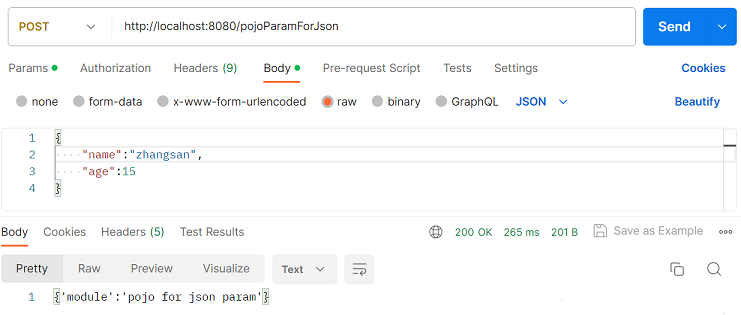 POST http://localhost:8080/pojoParamForJson Send
Params Authorization Headers (9) Body Pre-request Script Tests Settings Cookies
none form-data x-www-form-urlencoded raw binary GraphQL JSON Beautify
1 {
2 "name":"zhangsan",
3 "age":15
4 }
Body Cookies Headers (5) Test Results 200 OK 265 ms 201 B Save as Example
Pretty Raw Preview Visualize Text
1 {'module':'pojo for json param'}